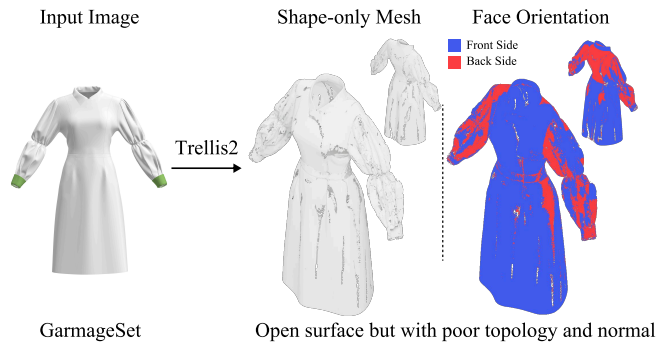 Input Image
Shape-only Mesh
Face Orientation
Front Side
Back Side
Trellis2
GarmageSet
Open surface but with poor topology and normal